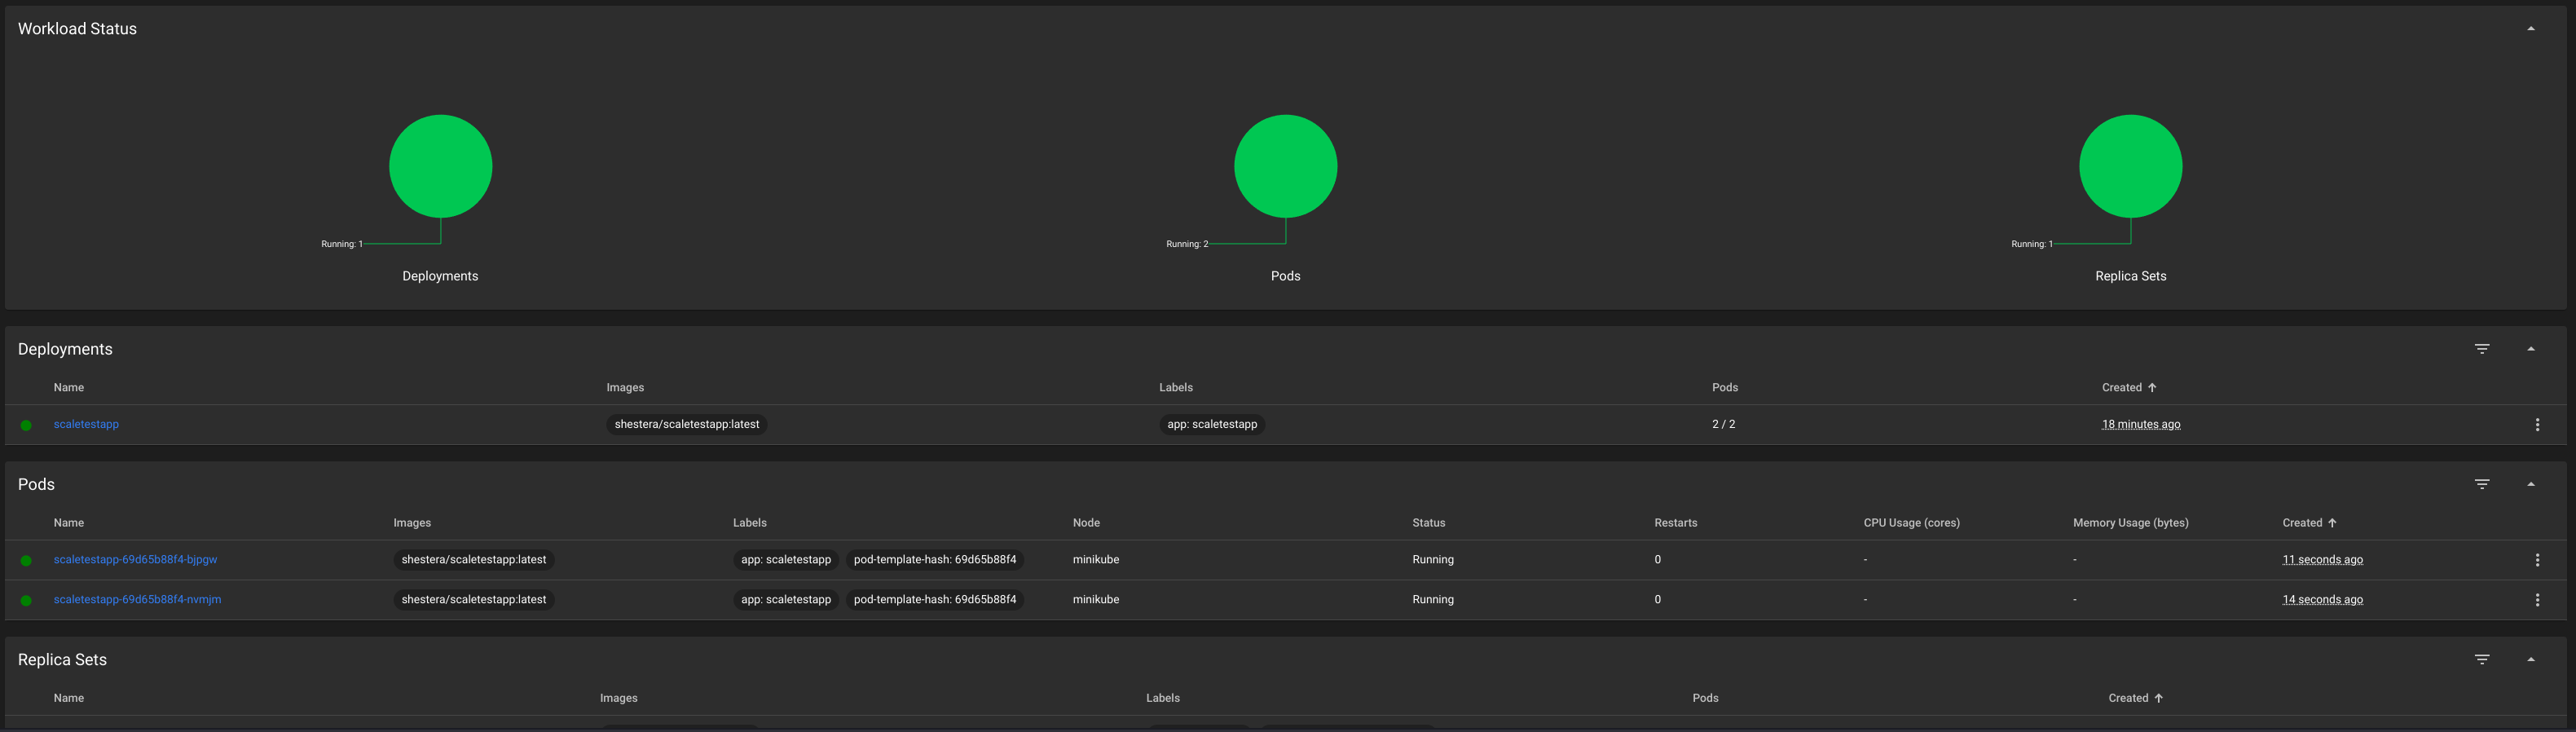 Workload Status
Running: 1
Running: 2
Running: 1
Deployments
Pods
Replica Sets
Deployments
Name Images Labels Pods Created
scaletestapp shestera/scaletestapp:latest app: scaletestapp 2 / 2 18 minutes ago
Pods
Name Images Labels Node Status Restarts CPU Usage (cores) Memory Usage (bytes) Created
scaletestapp-69d65b88f4-bjpgw shestera/scaletestapp:latest app: scaletestapp pod-template-hash: 69d65b88f4 minikube Running 0 - - 11 seconds ago
scaletestapp-69d65b88f4-nvmjm shestera/scaletestapp:latest app: scaletestapp pod-template-hash: 69d65b88f4 minikube Running 0 - - 14 seconds ago
Replica Sets
Name Images Labels Pods Created